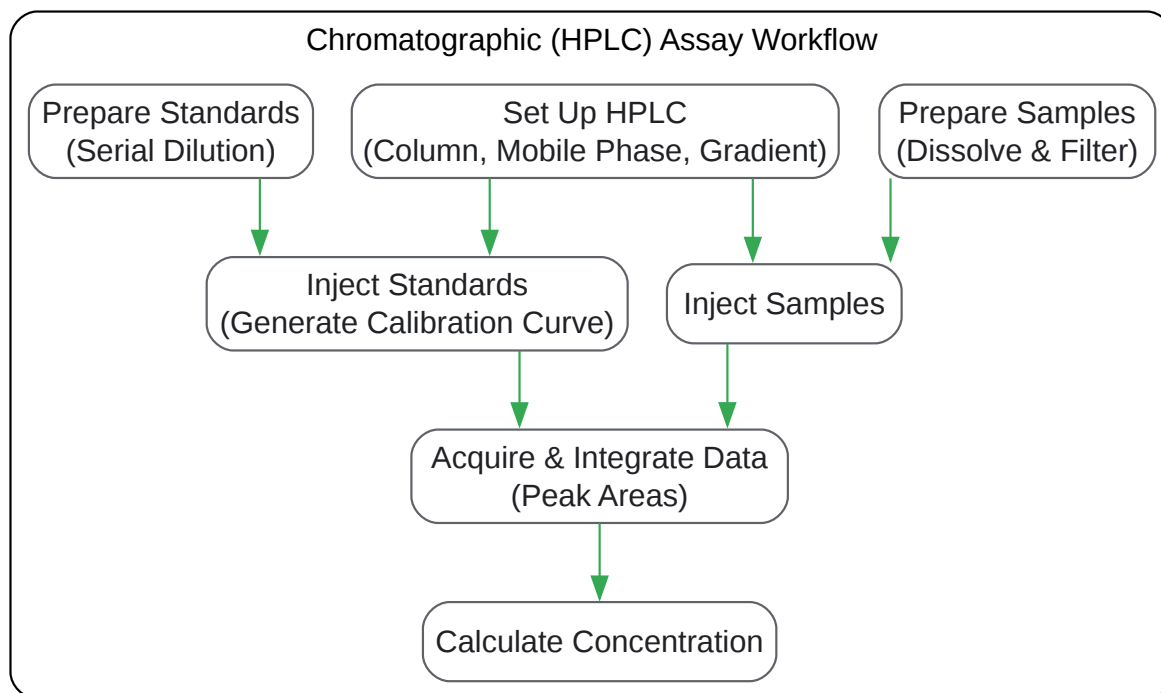 Chromatographic (HPLC) Assay Workflow
Prepare Standards
(Serial Dilution)
Set Up HPLC
(Column, Mobile Phase, Gradient)
Prepare Samples
(Dissolve & Filter)
Inject Standards
(Generate Calibration Curve)
Inject Samples
Acquire & Integrate Data
(Peak Areas)
Calculate Concentration